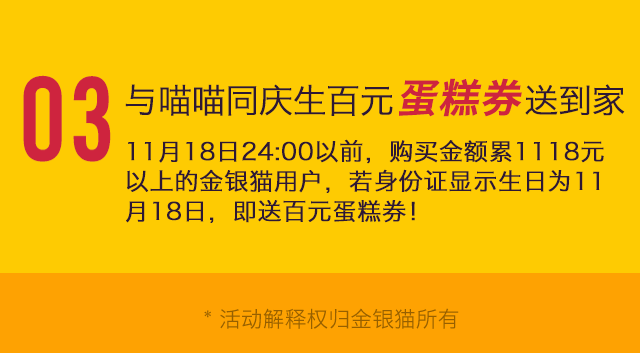 03
与喵喵同庆生百元蛋糕券送到家
11月18日24:00以前，购买金额累1118元
以上的金银猫用户，若身份证显示生日为11
月18日，即送百元蛋糕券！
* 活动解释权归金银猫所有